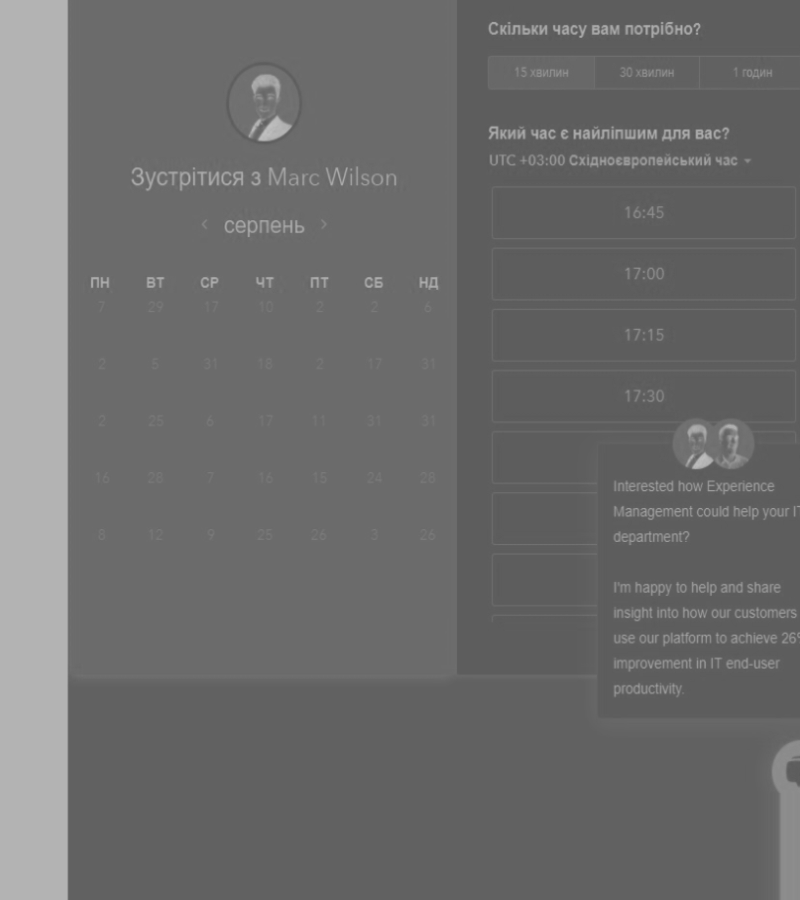 Зустрітися з Marc Wilson
серпень
ПН ВТ СР ЧТ ПТ СБ НД
7 29 17 10 2 2 6
2 5 31 18 2 17 31
2 25 6 17 11 31 31
16 28 7 16 15 24 28
8 12 9 25 26 3 26
Скільки часу вам потрібно?
15 хвилин 30 хвилин 1 годин
Який час є найліпшим для вас?
UTC +03:00 Східноєвропейський час
16:45
17:00
17:15
17:30
Interested how Experience
Management could help your IT
department?
I'm happy to help and share
insight into how our customers
use our platform to achieve 26%
improvement in IT end-user
productivity.